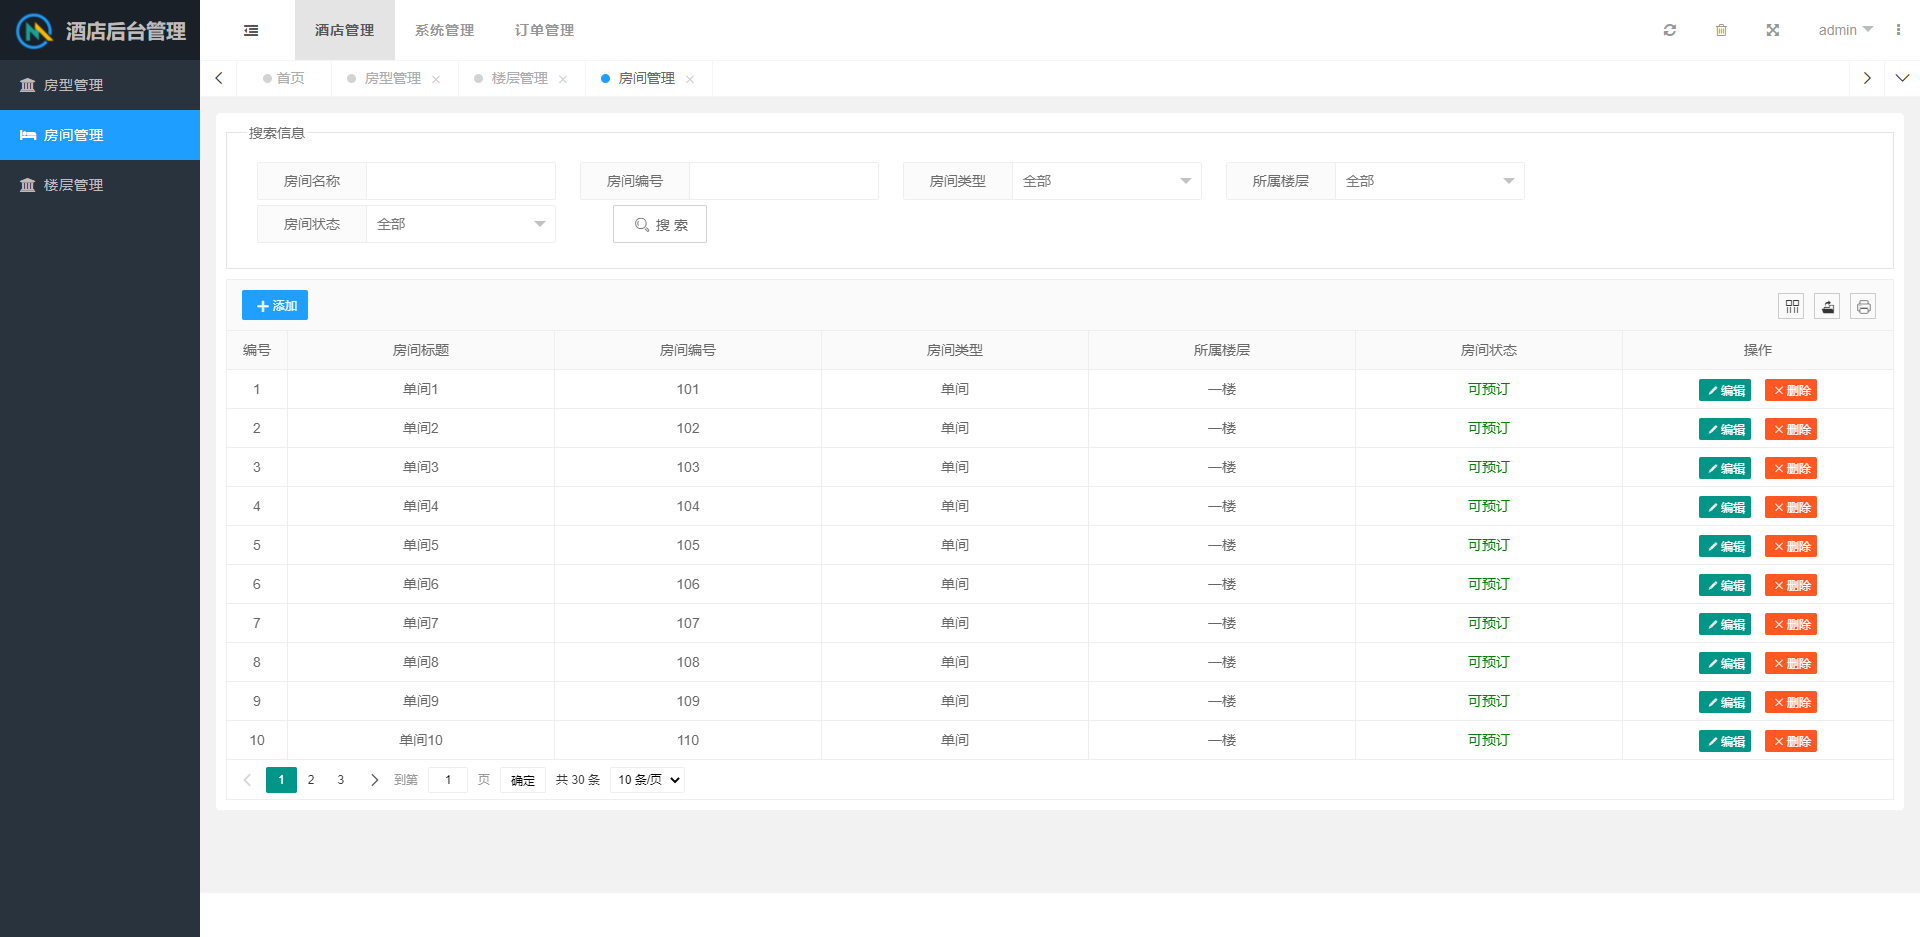 酒店后台管理
酒店管理 系统管理 订单管理 admin
首页 房型管理 楼层管理 房间管理
房型管理
房间管理
楼层管理
搜索信息
房间名称 房间编号 房间类型 全部 所属楼层 全部
房间状态 全部 搜 索
添加
编号 房间标题 房间编号 房间类型 所属楼层 房间状态 操作
1 单间1 101 单间 一楼 可预订 编辑 删除
2 单间2 102 单间 一楼 可预订 编辑 删除
3 单间3 103 单间 一楼 可预订 编辑 删除
4 单间4 104 单间 一楼 可预订 编辑 删除
5 单间5 105 单间 一楼 可预订 编辑 删除
6 单间6 106 单间 一楼 可预订 编辑 删除
7 单间7 107 单间 一楼 可预订 编辑 删除
8 单间8 108 单间 一楼 可预订 编辑 删除
9 单间9 109 单间 一楼 可预订 编辑 删除
10 单间10 110 单间 一楼 可预订 编辑 删除
1 2 3 到第 1 页 确定 共 30 条 10 条/页